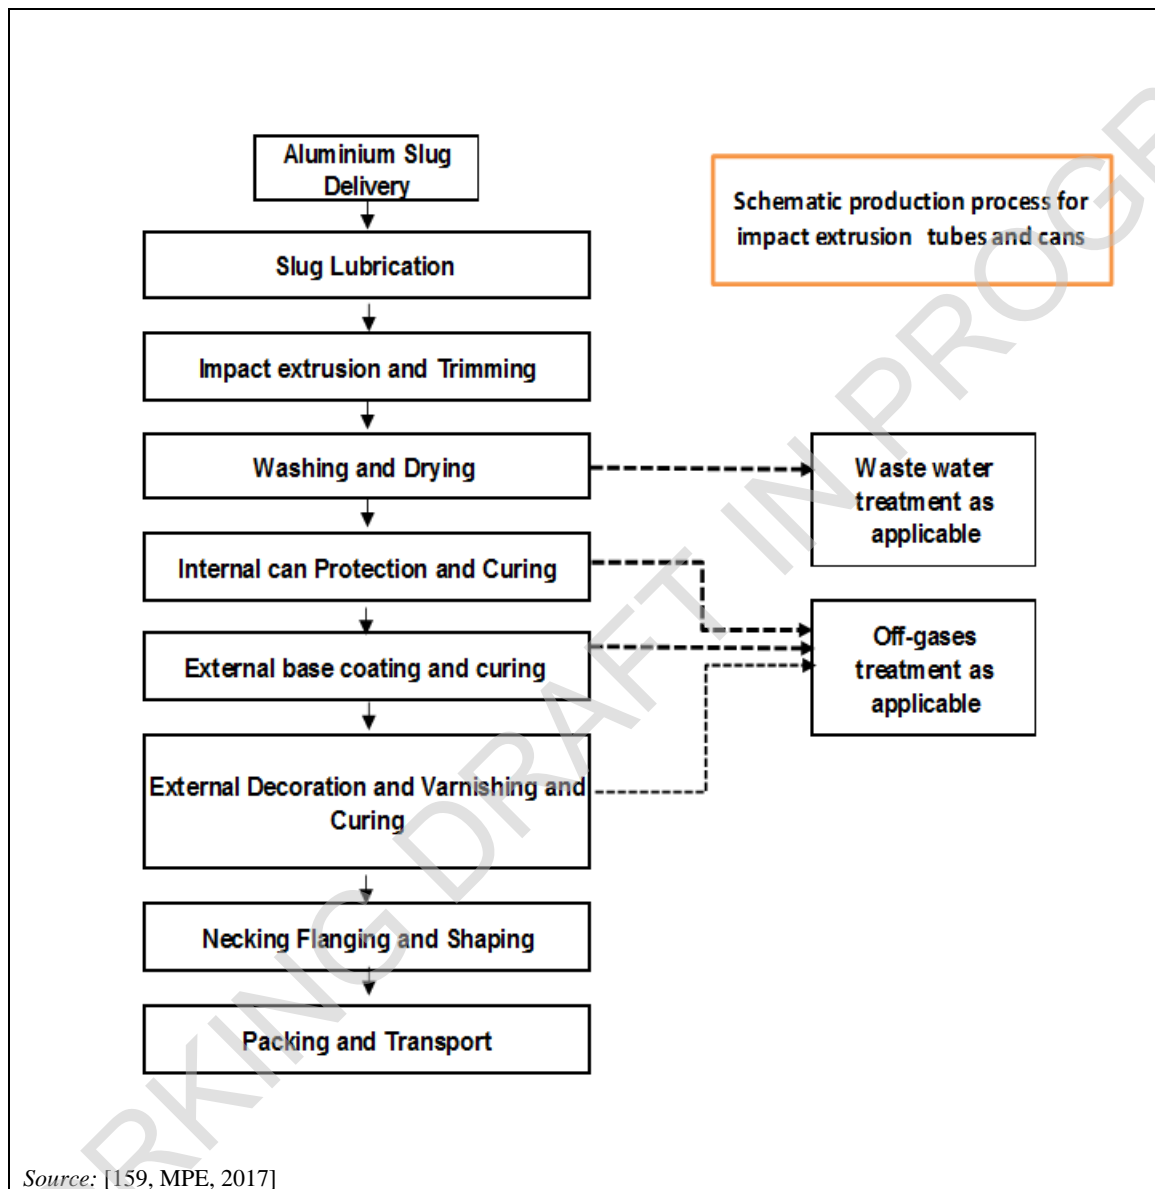 Aluminium Slug
Delivery
Schematic production process for
impact extrusion tubes and cans
Slug Lubrication
Impact extrusion and Trimming
Washing and Drying
Waste water
treatment as
applicable
Internal can Protection and Curing
External base coating and curing
Off-gases
treatment as
applicable
External Decoration and Varnishing and
Curing
Necking Flanging and Shaping
Packing and Transport
Source: [159, MPE, 2017]
RKING DRAFT IN PROGR